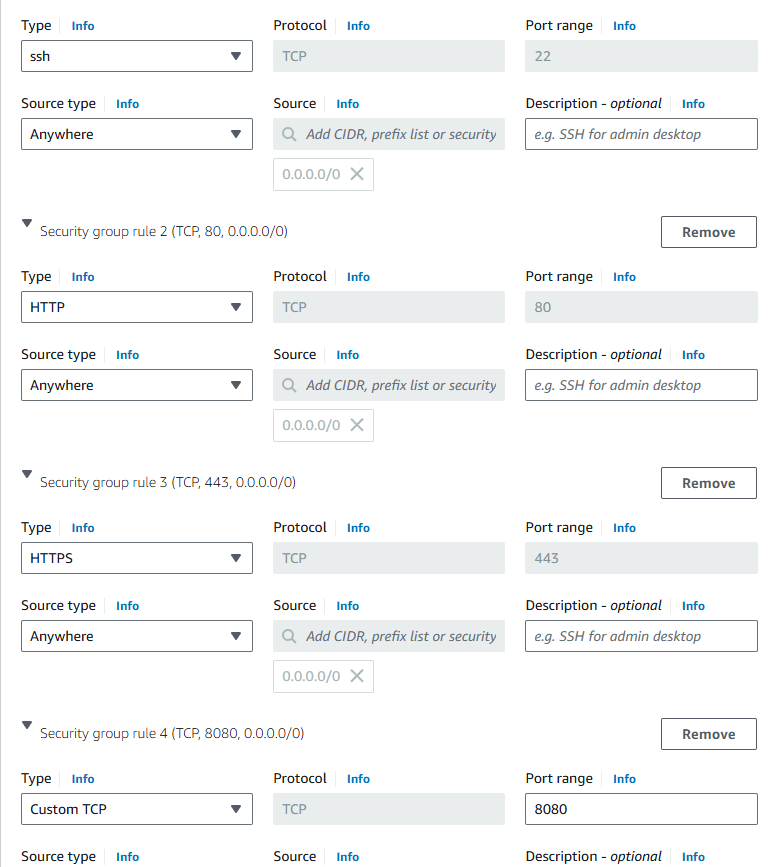 Type Info Protocol Info Port range Info
ssh TCP 22
Source type Info Source Info Description - optional Info
Anywhere Add CIDR, prefix list or security e.g. SSH for admin desktop
0.0.0.0/0
Security group rule 2 (TCP, 80, 0.0.0.0/0) Remove
Type Info Protocol Info Port range Info
HTTP TCP 80
Source type Info Source Info Description - optional Info
Anywhere Add CIDR, prefix list or security e.g. SSH for admin desktop
0.0.0.0/0
Security group rule 3 (TCP, 443, 0.0.0.0/0) Remove
Type Info Protocol Info Port range Info
HTTPS TCP 443
Source type Info Source Info Description - optional Info
Anywhere Add CIDR, prefix list or security e.g. SSH for admin desktop
0.0.0.0/0
Security group rule 4 (TCP, 8080, 0.0.0.0/0) Remove
Type Info Protocol Info Port range Info
Custom TCP TCP 8080
Source type Info Source Info Description - optional Info